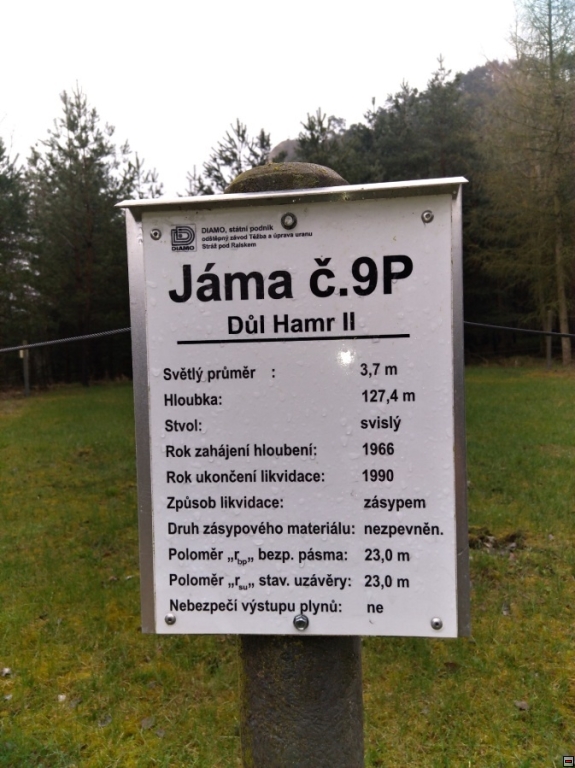 DIAMO
DIAMO, státní podnik
odštěpný závod Těžba a úprava uranu
Stráž pod Ralskem
Jáma č.9P
Důl Hamr II
Světlý průměr : 3,7 m
Hloubka: 127,4 m
Stvol: svislý
Rok zahájení hloubení: 1966
Rok ukončení likvidace: 1990
Způsob likvidace: zásypem
Druh zásypového materiálu: nezpevněn.
Poloměr „rbp„ bezp. pásma: 23,0 m
Poloměr „rsu„ stav. uzávěry: 23,0 m
Nebezpečí výstupu plynů: ne